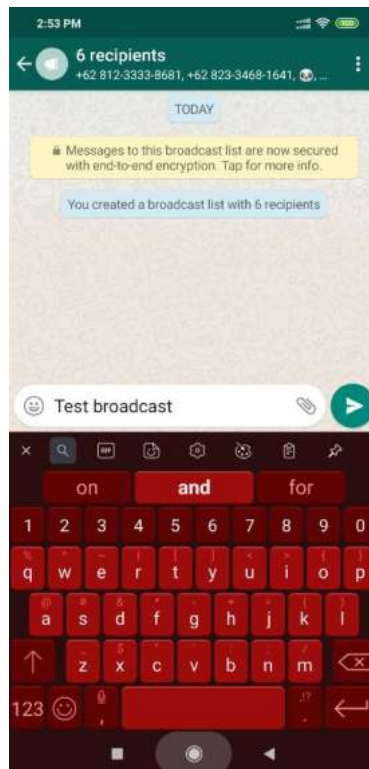 2:53 PM
6 recipients
+62 812-3333-8681, +62 823-3468-1641, 🐶, ...
TODAY
Messages to this broadcast list are now secured
with end-to-end encryption. Tap for more info.
You created a broadcast list with 6 recipients
Test broadcast
GIF
on and for
1 2 3 4 5 6 7 8 9 0
q w e r t y u i o p
a s d f g h j k l
z x c v b n m
123 , .